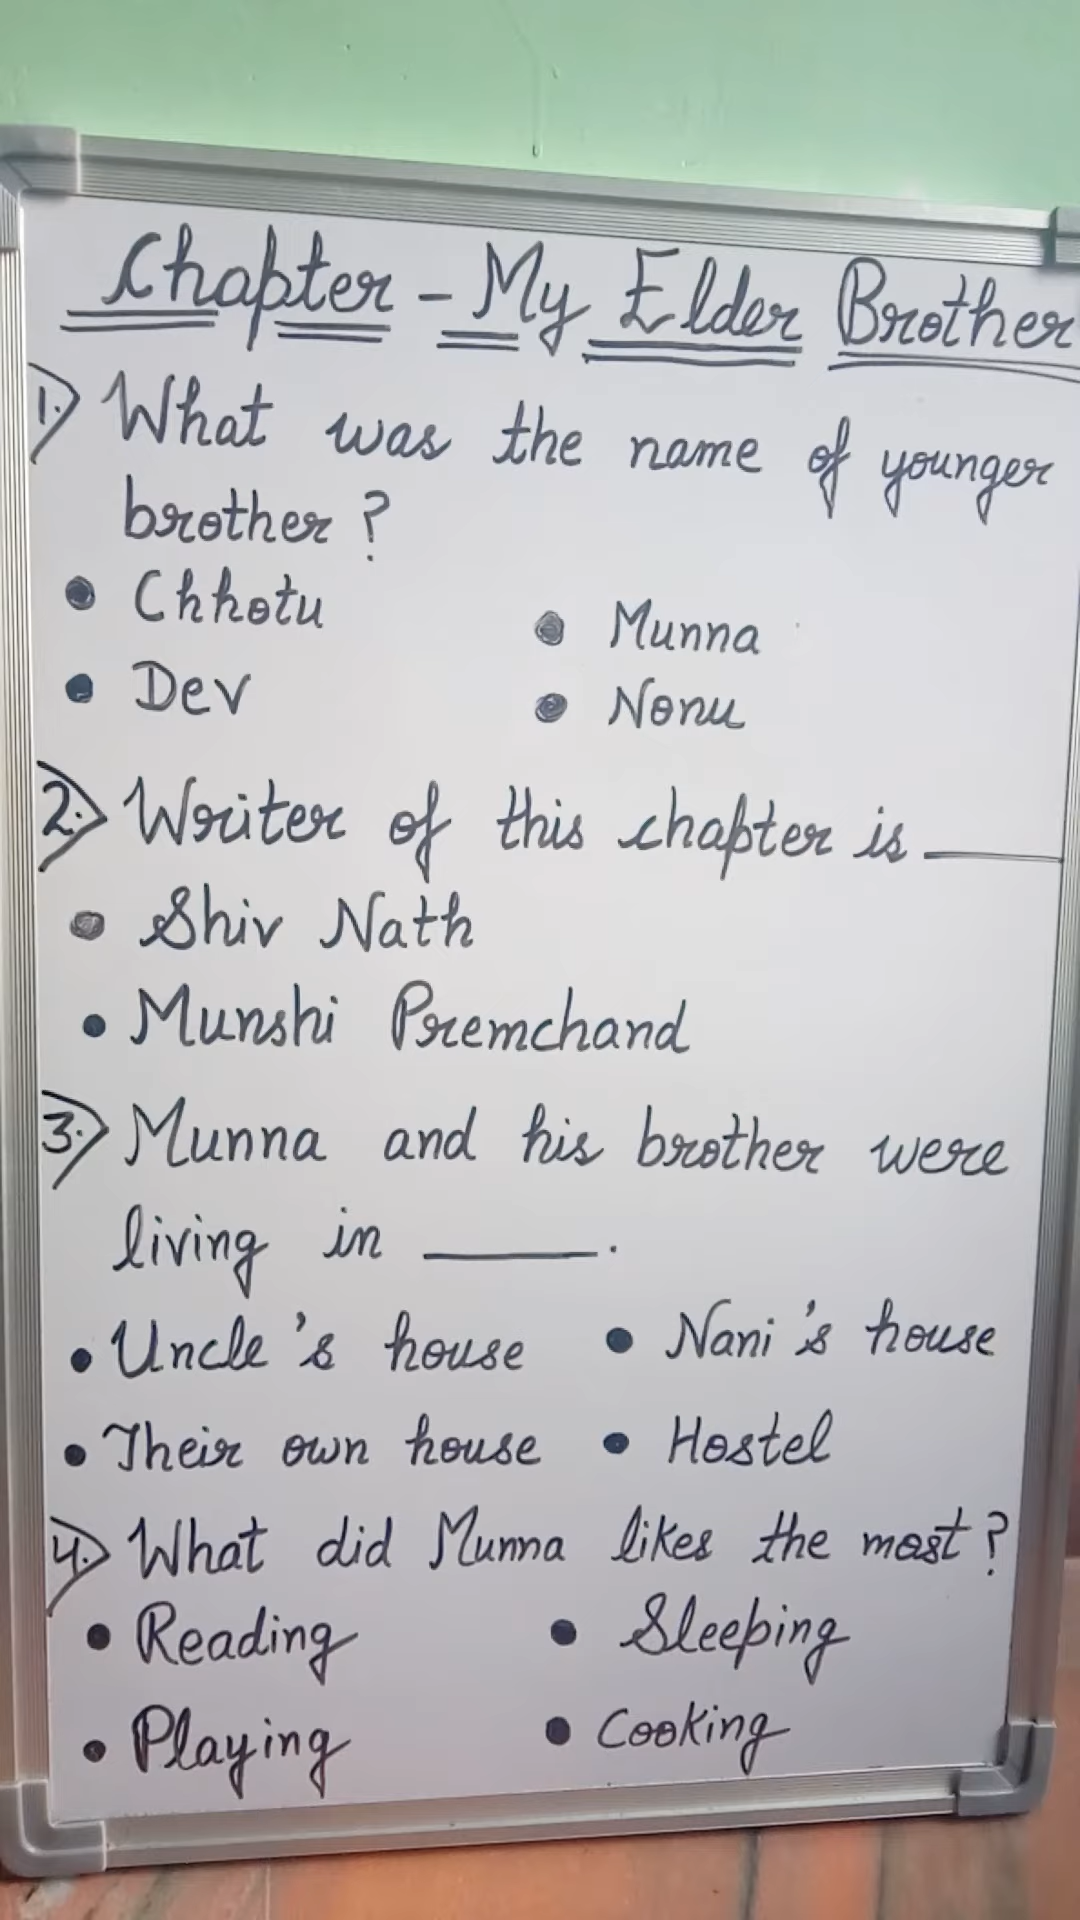 Chapter - My Elder Brother
1. What was the name of younger
brother ?
• Chhotu • Munna
• Dev • Nonu
2. Writer of this chapter is ____
• Shiv Nath
• Munshi Premchand
3. Munna and his brother were
living in ____.
• Uncle's house • Nani's house
• Their own house • Hostel
4. What did Munna likes the most ?
• Reading • Sleeping
• Playing • Cooking